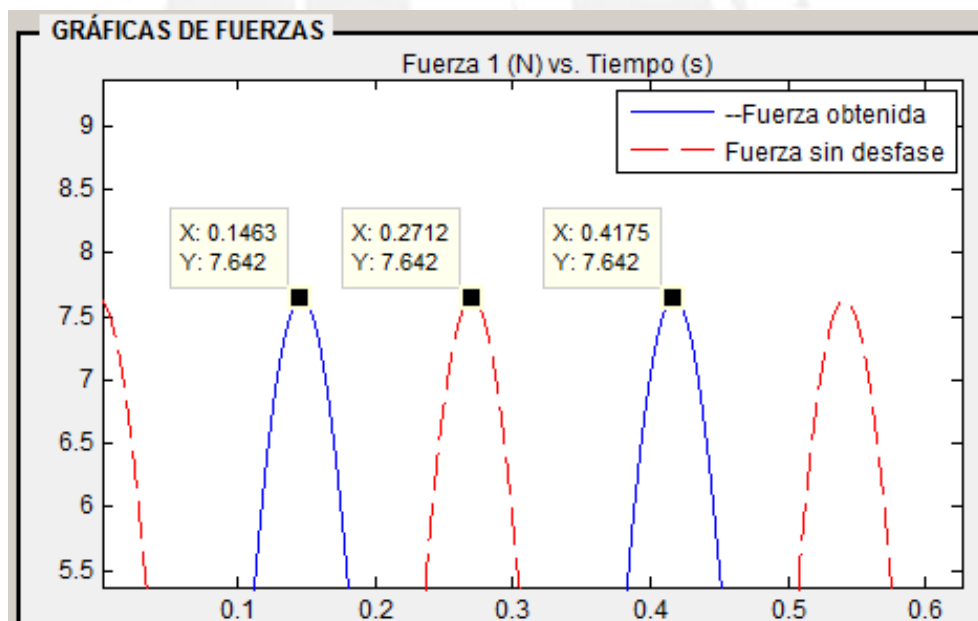 GRÁFICAS DE FUERZAS
Fuerza 1 (N) vs. Tiempo (s)
--Fuerza obtenida
Fuerza sin desfase
9
8.5
8
7.5
7
6.5
6
5.5
X: 0.1463
Y: 7.642
X: 0.2712
Y: 7.642
X: 0.4175
Y: 7.642
0.1
0.2
0.3
0.4
0.5
0.6